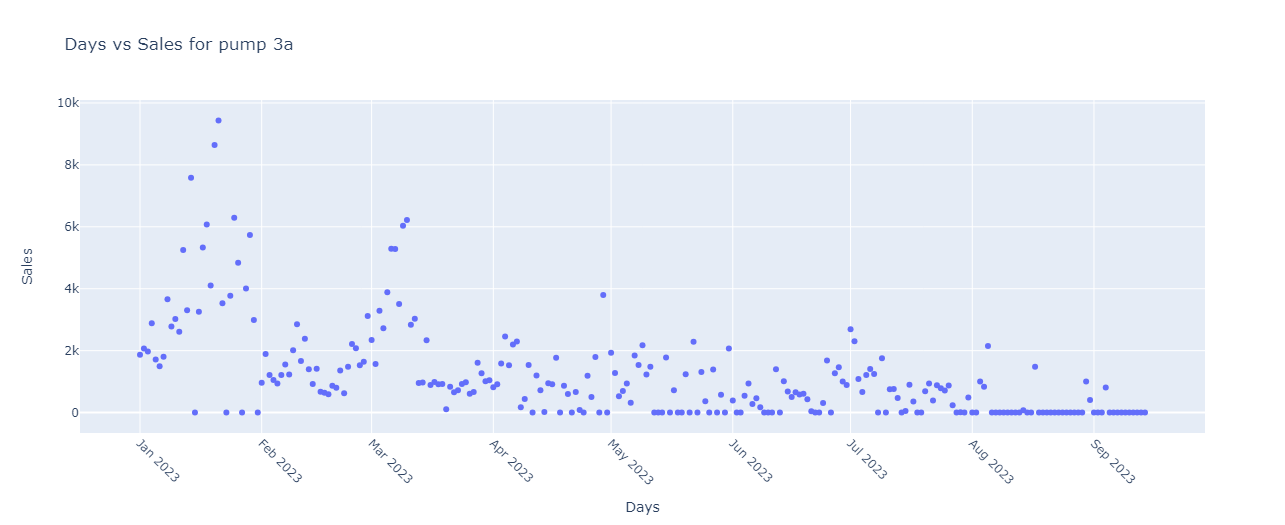 Days vs Sales for pump 3a
10k
8k
6k
4k
2k
0
Sales
Jan 2023
Feb 2023
Mar 2023
Apr 2023
May 2023
Jun 2023
Jul 2023
Aug 2023
Sep 2023
Days